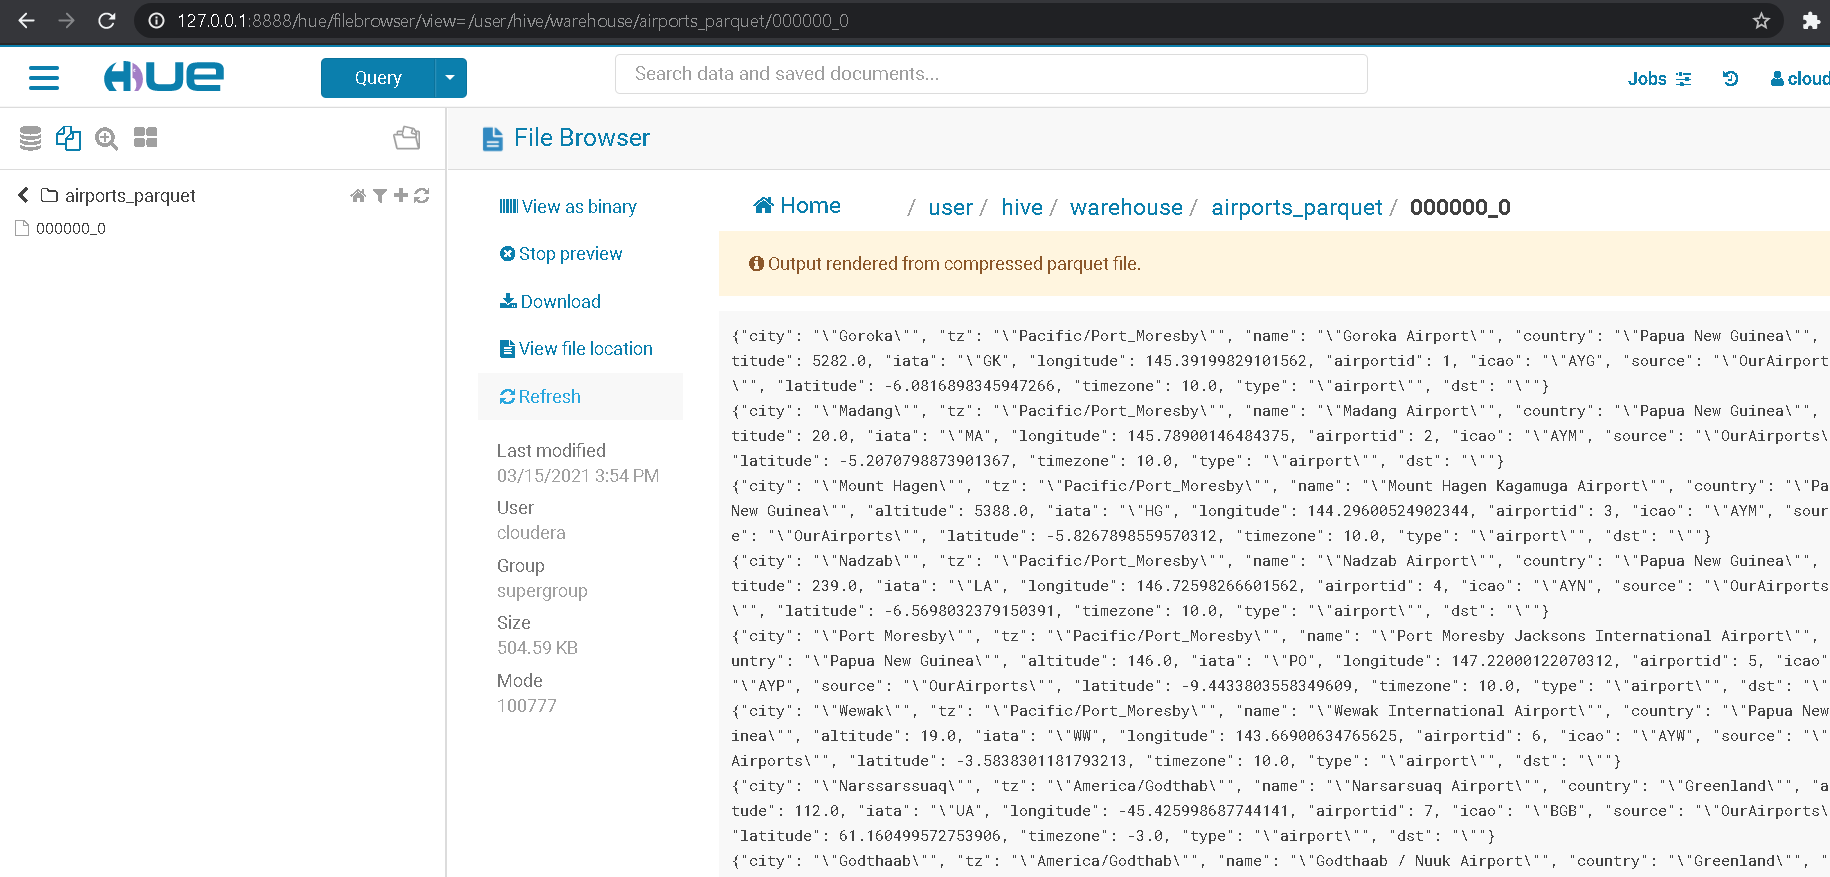 127.0.0.1:8888/hue/filebrowser/view=/user/hive/warehouse/airports_parquet/000000_0
HUE
Query
Search data and saved documents...
Jobs
cloud
File Browser
airports_parquet
000000_0
View as binary
Stop preview
Download
View file location
Refresh
Last modified
03/15/2021 3:54 PM
User
cloudera
Group
supergroup
Size
504.59 KB
Mode
100777
Home / user / hive / warehouse / airports_parquet / 000000_0
Output rendered from compressed parquet file.
{"city": "\"Goroka\"", "tz": "\"Pacific/Port_Moresby\"", "name": "\"Goroka Airport\"", "country": "\"Papua New Guinea\"",
titude": 5282.0, "iata": "\"GK", "longitude": 145.39199829101562, "airportid": 1, "icao": "\"AYG", "source": "\"OurAirport
\"", "latitude": -6.0816898345947266, "timezone": 10.0, "type": "\"airport\"", "dst": "\""}
{"city": "\"Madang\"", "tz": "\"Pacific/Port_Moresby\"", "name": "\"Madang Airport\"", "country": "\"Papua New Guinea\"",
titude": 20.0, "iata": "\"MA", "longitude": 145.78900146484375, "airportid": 2, "icao": "\"AYM", "source": "\"OurAirports\
"latitude": -5.2070798873901367, "timezone": 10.0, "type": "\"airport\"", "dst": "\""}
{"city": "\"Mount Hagen\"", "tz": "\"Pacific/Port_Moresby\"", "name": "\"Mount Hagen Kagamuga Airport\"", "country": "\"Pa
New Guinea\"", "altitude": 5388.0, "iata": "\"HG", "longitude": 144.29600524902344, "airportid": 3, "icao": "\"AYM", "sour
e": "\"OurAirports\"", "latitude": -5.8267898559570312, "timezone": 10.0, "type": "\"airport\"", "dst": "\""}
{"city": "\"Nadzab\"", "tz": "\"Pacific/Port_Moresby\"", "name": "\"Nadzab Airport\"", "country": "\"Papua New Guinea\"",
titude": 239.0, "iata": "\"LA", "longitude": 146.72598266601562, "airportid": 4, "icao": "\"AYN", "source": "\"OurAirports
\"", "latitude": -6.5698032379150391, "timezone": 10.0, "type": "\"airport\"", "dst": "\""}
{"city": "\"Port Moresby\"", "tz": "\"Pacific/Port_Moresby\"", "name": "\"Port Moresby Jacksons International Airport\"",
untry": "\"Papua New Guinea\"", "altitude": 146.0, "iata": "\"PO", "longitude": 147.22000122070312, "airportid": 5, "icao"
"\"AYP", "source": "\"OurAirports\"", "latitude": -9.4433803558349609, "timezone": 10.0, "type": "\"airport\"", "dst": "\"
{"city": "\"Wewak\"", "tz": "\"Pacific/Port_Moresby\"", "name": "\"Wewak International Airport\"", "country": "\"Papua New
inea\"", "altitude": 19.0, "iata": "\"WW", "longitude": 143.66900634765625, "airportid": 6, "icao": "\"AYW", "source": "\"
Airports\"", "latitude": -3.5838301181793213, "timezone": 10.0, "type": "\"airport\"", "dst": "\""}
{"city": "\"Narssarssuaq\"", "tz": "\"America/Godthab\"", "name": "\"Narsarsuaq Airport\"", "country": "\"Greenland\"", "a
tude": 112.0, "iata": "\"UA", "longitude": -45.425998687744141, "airportid": 7, "icao": "\"BGB", "source": "\"OurAirports\
"latitude": 61.160499572753906, "timezone": -3.0, "type": "\"airport\"", "dst": "\""}
{"city": "\"Godthaab\"", "tz": "\"America/Godthab\"", "name": "\"Godthaab / Nuuk Airport\"", "country": "\"Greenland\"", "